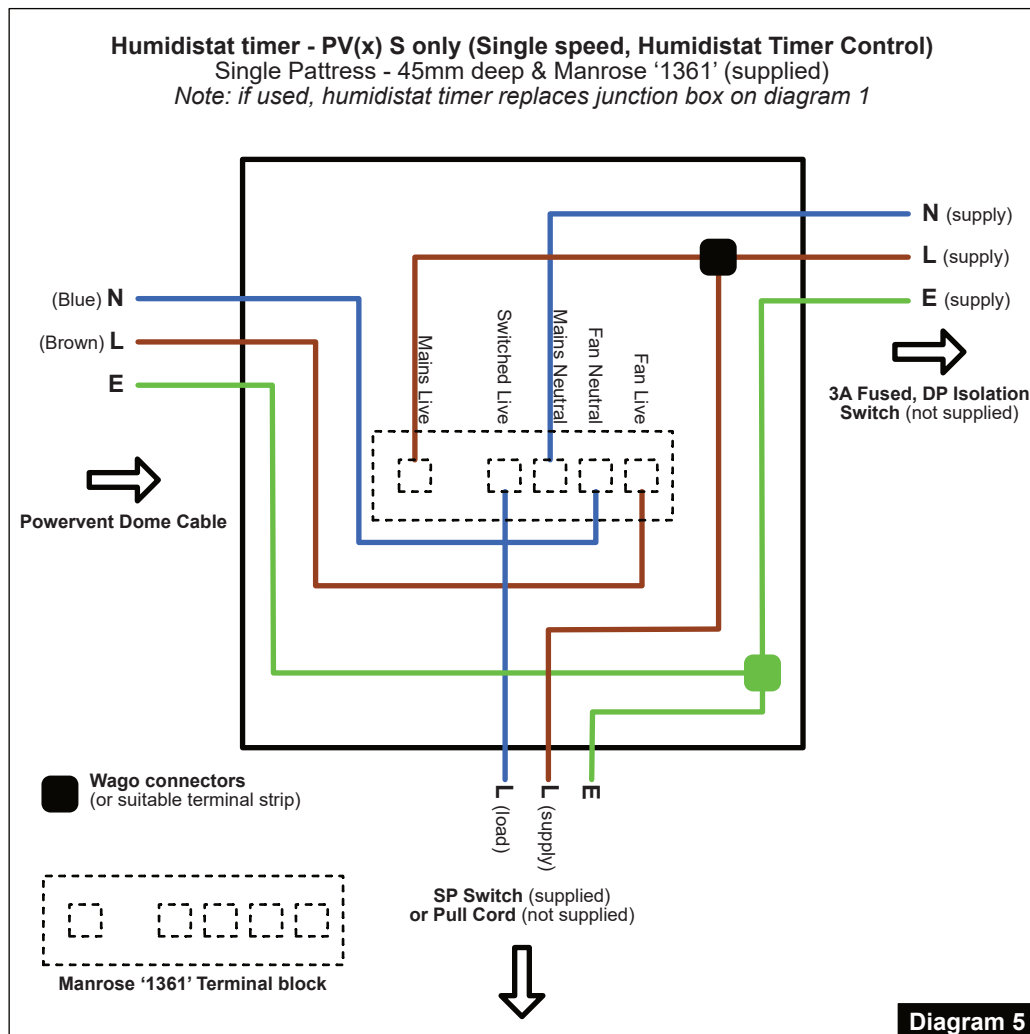 Humidistat timer - PV(x) S only (Single speed, Humidistat Timer Control)
Single Pattress - 45mm deep & Manrose ‘1361’ (supplied)
Note: if used, humidistat timer replaces junction box on diagram 1
N (supply)
L (supply)
E (supply)
(Blue) N
(Brown) L
E
Mains Live
Switched Live
Mains Neutral
Fan Neutral
Fan Live
3A Fused, DP Isolation
Switch (not supplied)
Powervent Dome Cable
Wago connectors
(or suitable terminal strip)
L (load)
L (supply)
E
SP Switch (supplied)
or Pull Cord (not supplied)
Manrose ‘1361’ Terminal block
Diagram 5